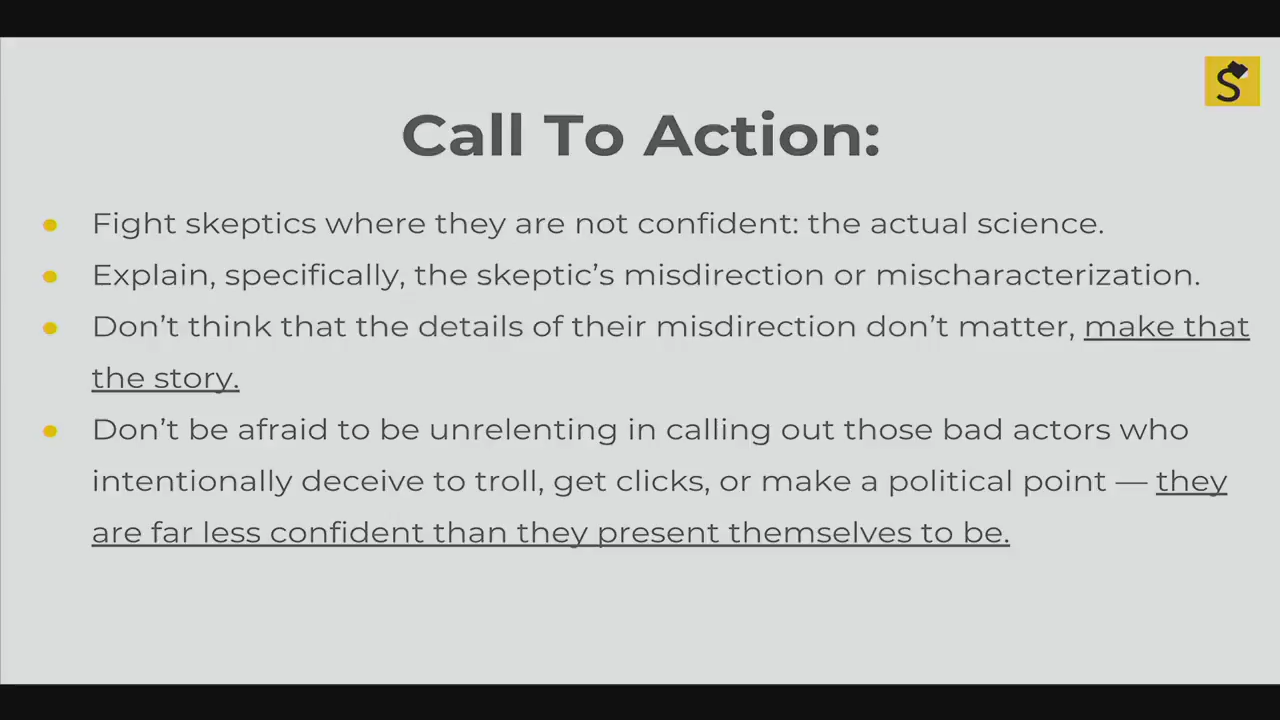 S
Call To Action:
● Fight skeptics where they are not confident: the actual science.
● Explain, specifically, the skeptic’s misdirection or mischaracterization.
● Don’t think that the details of their misdirection don’t matter, make that
the story.
● Don’t be afraid to be unrelenting in calling out those bad actors who
intentionally deceive to troll, get clicks, or make a political point — they
are far less confident than they present themselves to be.